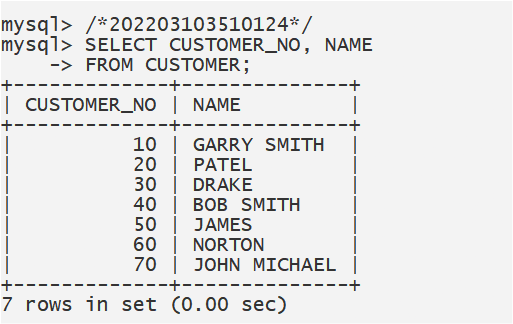 mysql> /*202203103510124*/
mysql> SELECT CUSTOMER_NO, NAME
    -> FROM CUSTOMER;
+-------------+--------------+
| CUSTOMER_NO | NAME         |
+-------------+--------------+
|          10 | GARRY SMITH  |
|          20 | PATEL        |
|          30 | DRAKE        |
|          40 | BOB SMITH    |
|          50 | JAMES        |
|          60 | NORTON       |
|          70 | JOHN MICHAEL |
+-------------+--------------+
7 rows in set (0.00 sec)